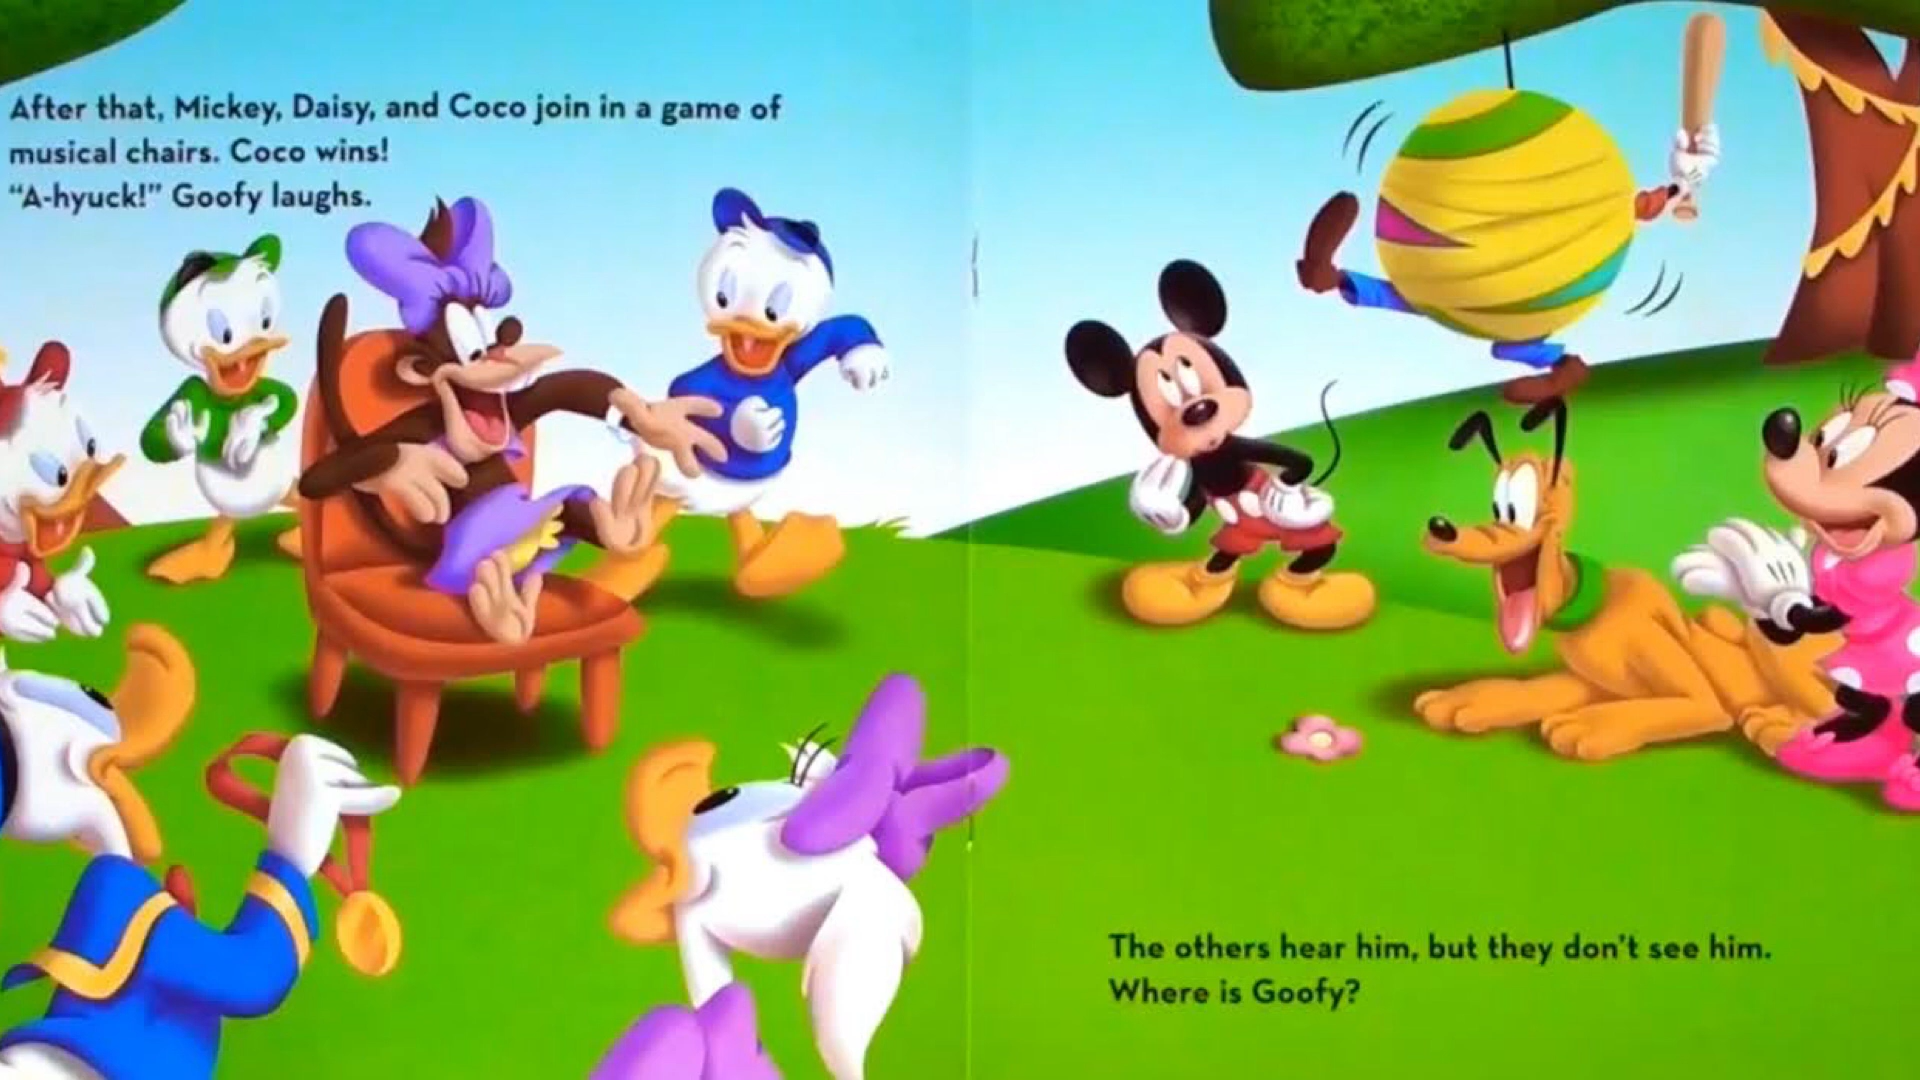 After that, Mickey, Daisy, and Coco join in a game of
musical chairs. Coco wins!
“A-hyuck!” Goofy laughs.
The others hear him, but they don't see him.
Where is Goofy?